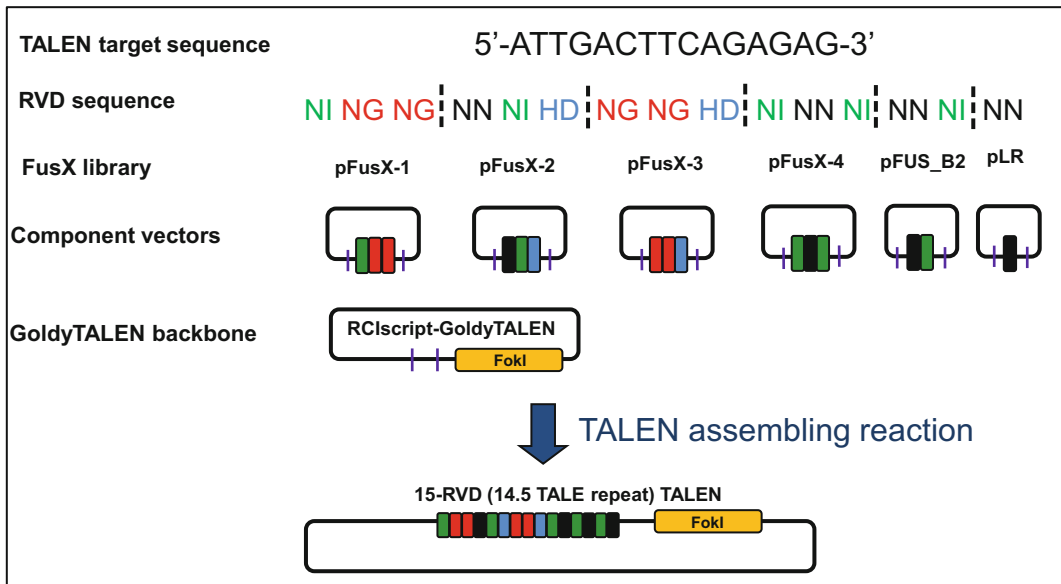 TALEN target sequence 5’-ATTGACTTCAGAGAG-3’
RVD sequence NI NG NG NN NI HD NG NG HD NI NN NI NN NI NN
FusX library pFusX-1 pFusX-2 pFusX-3 pFusX-4 pFUS_B2 pLR
Component vectors
GoldyTALEN backbone RCIscript-GoldyTALEN
FokI
TALEN assembling reaction
15-RVD (14.5 TALE repeat) TALEN
FokI